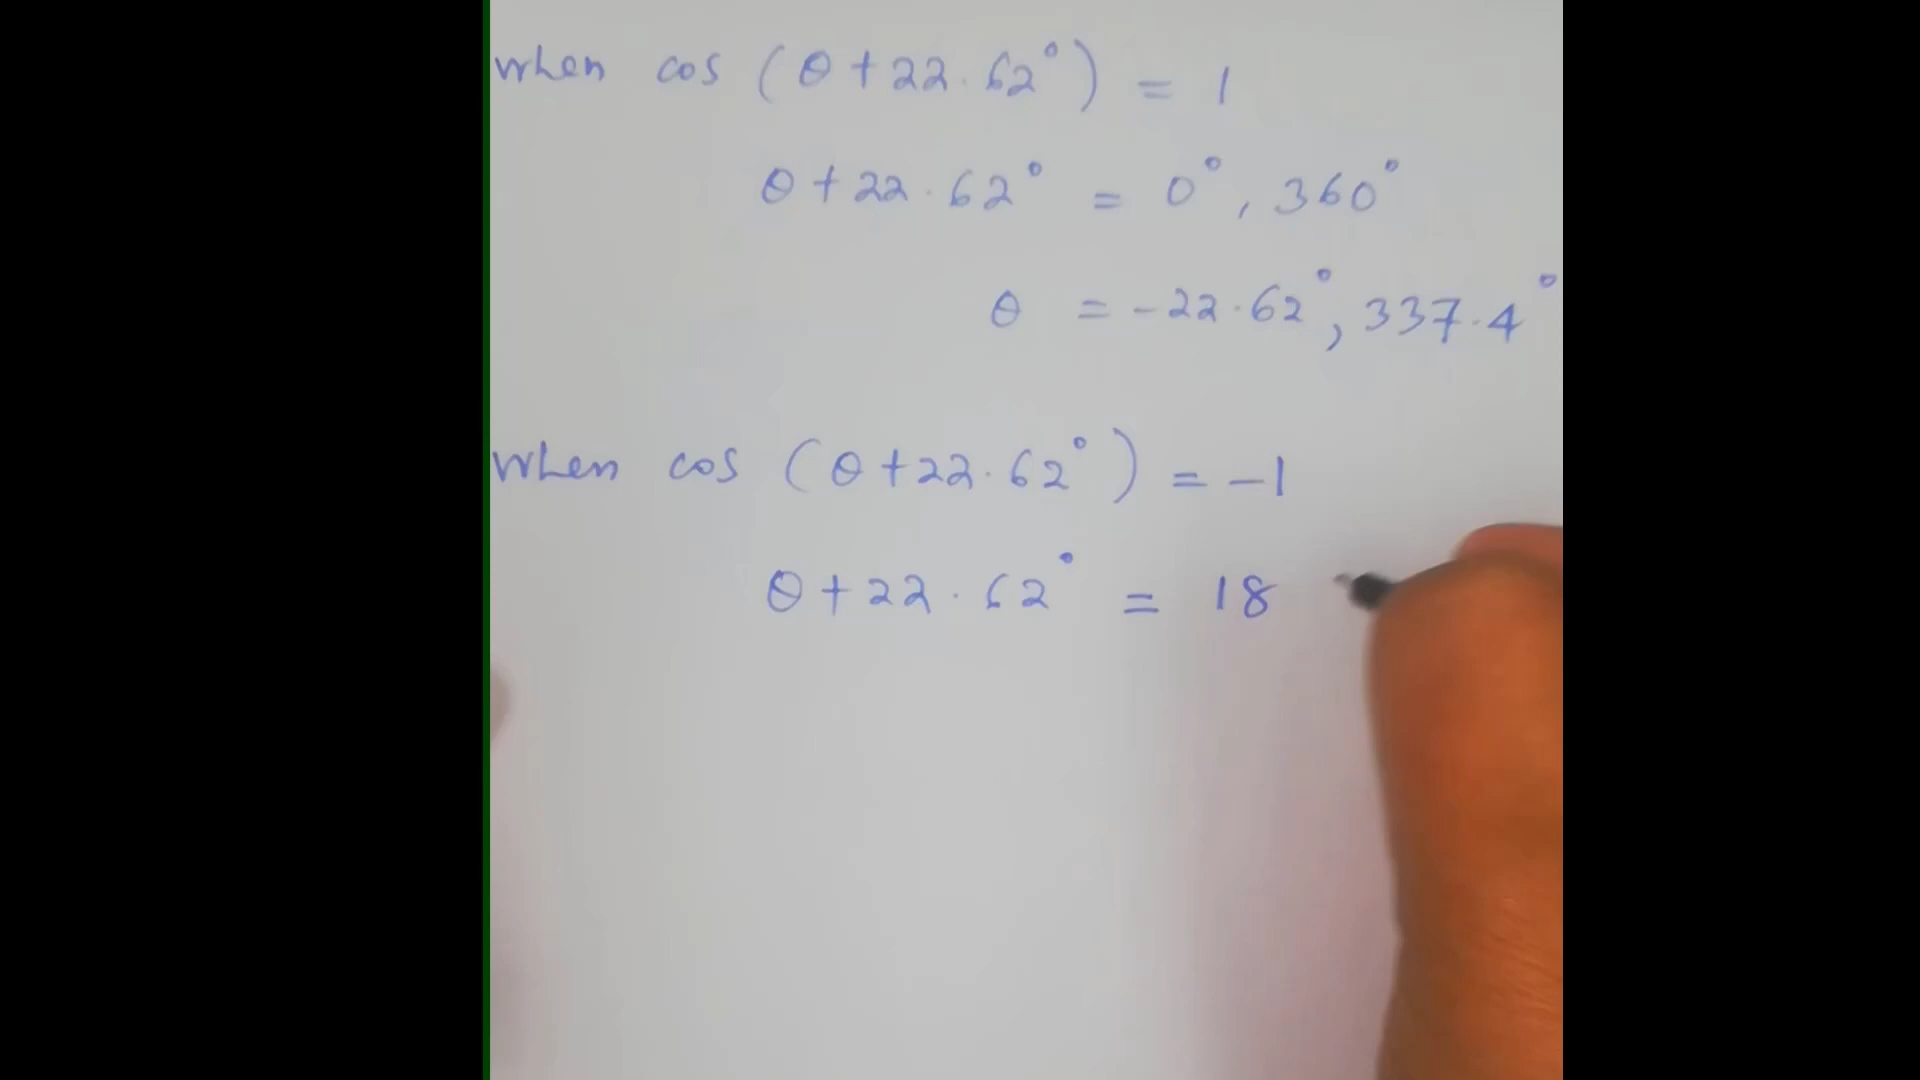 when cos (θ + 22.62°) = 1
θ + 22.62° = 0°, 360°
θ = -22.62°, 337.4°
when cos (θ + 22.62°) = -1
θ + 22.62° = 18